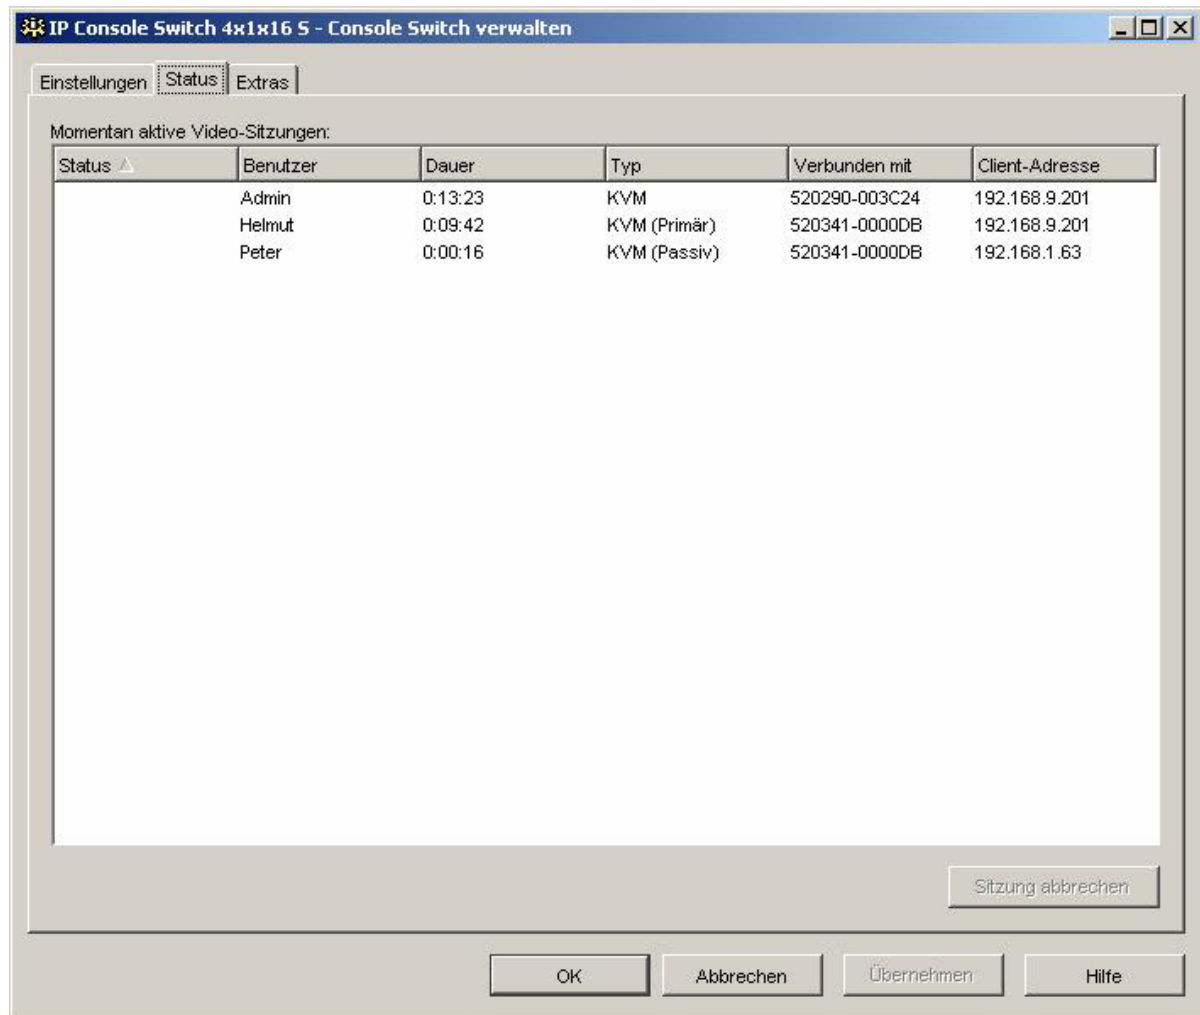 IP Console Switch 4x1x16 S - Console Switch verwalten
Einstellungen Status Extras
Momentan aktive Video-Sitzungen:
Status Benutzer Dauer Typ Verbunden mit Client-Adresse
Admin 0:13:23 KVM 520290-003C24 192.168.9.201
Helmut 0:09:42 KVM (Primär) 520341-0000DB 192.168.9.201
Peter 0:00:16 KVM (Passiv) 520341-0000DB 192.168.1.63
Sitzung abbrechen
OK Abbrechen Übernehmen Hilfe